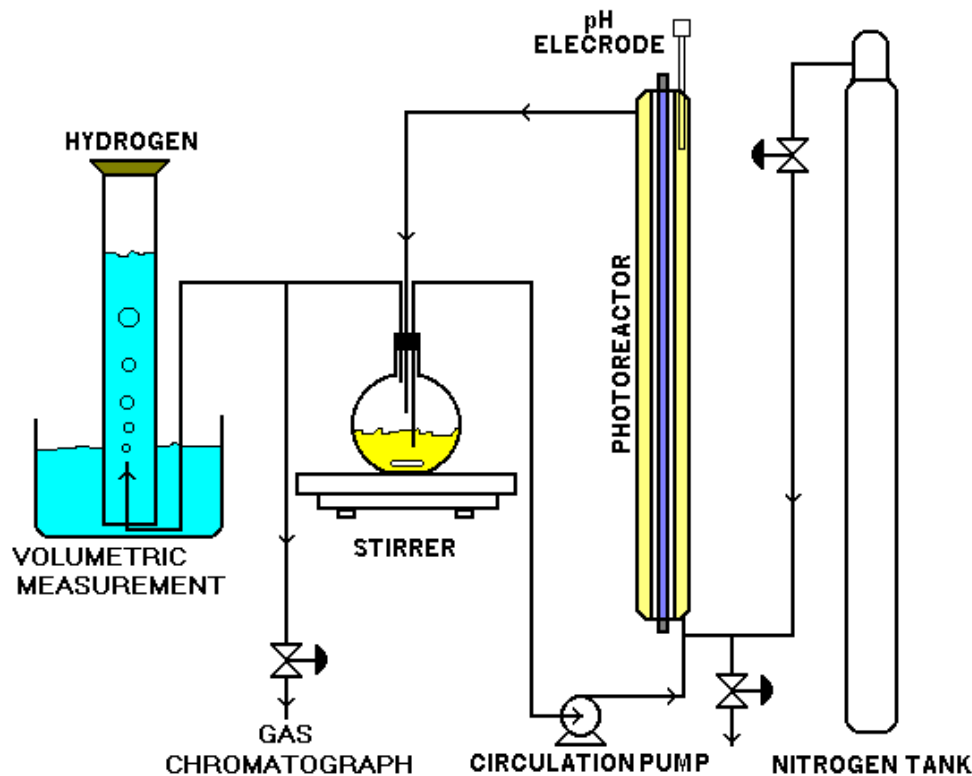 pH
ELECRODE
HYDROGEN
PHOTOREACTOR
STIRRER
VOLUMETRIC
MEASUREMENT
GAS
CHROMATOGRAPH
CIRCULATION PUMP
NITROGEN TANK